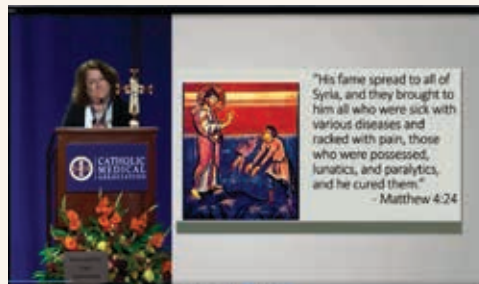 CATHOLIC
MEDICAL
ASSOCIATION
"His fame spread to all of
Syria, and they brought to
him all who were sick with
various diseases and
racked with pain, those
who were possessed,
lunatics, and paralytics,
and he cured them."
- Matthew 4:24